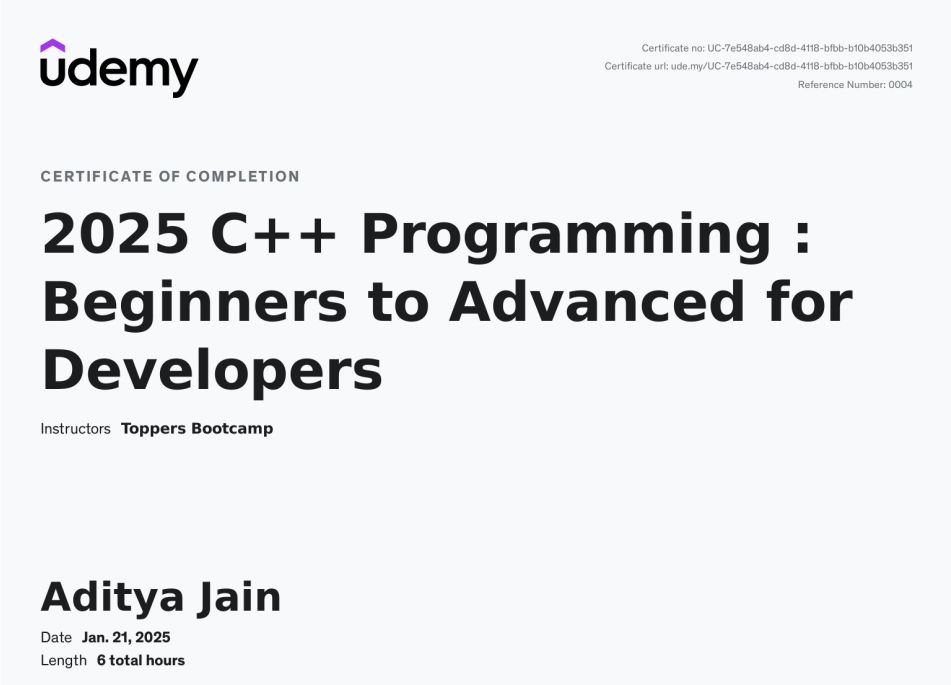 udemy
Certificate no: UC-7e548ab4-cd8d-4118-bfbb-b10b4053b351
Certificate url: ude.my/UC-7e548ab4-cd8d-4118-bfbb-b10b4053b351
Reference Number: 0004
CERTIFICATE OF COMPLETION
2025 C++ Programming :
Beginners to Advanced for
Developers
Instructors Toppers Bootcamp
Aditya Jain
Date Jan. 21, 2025
Length 6 total hours